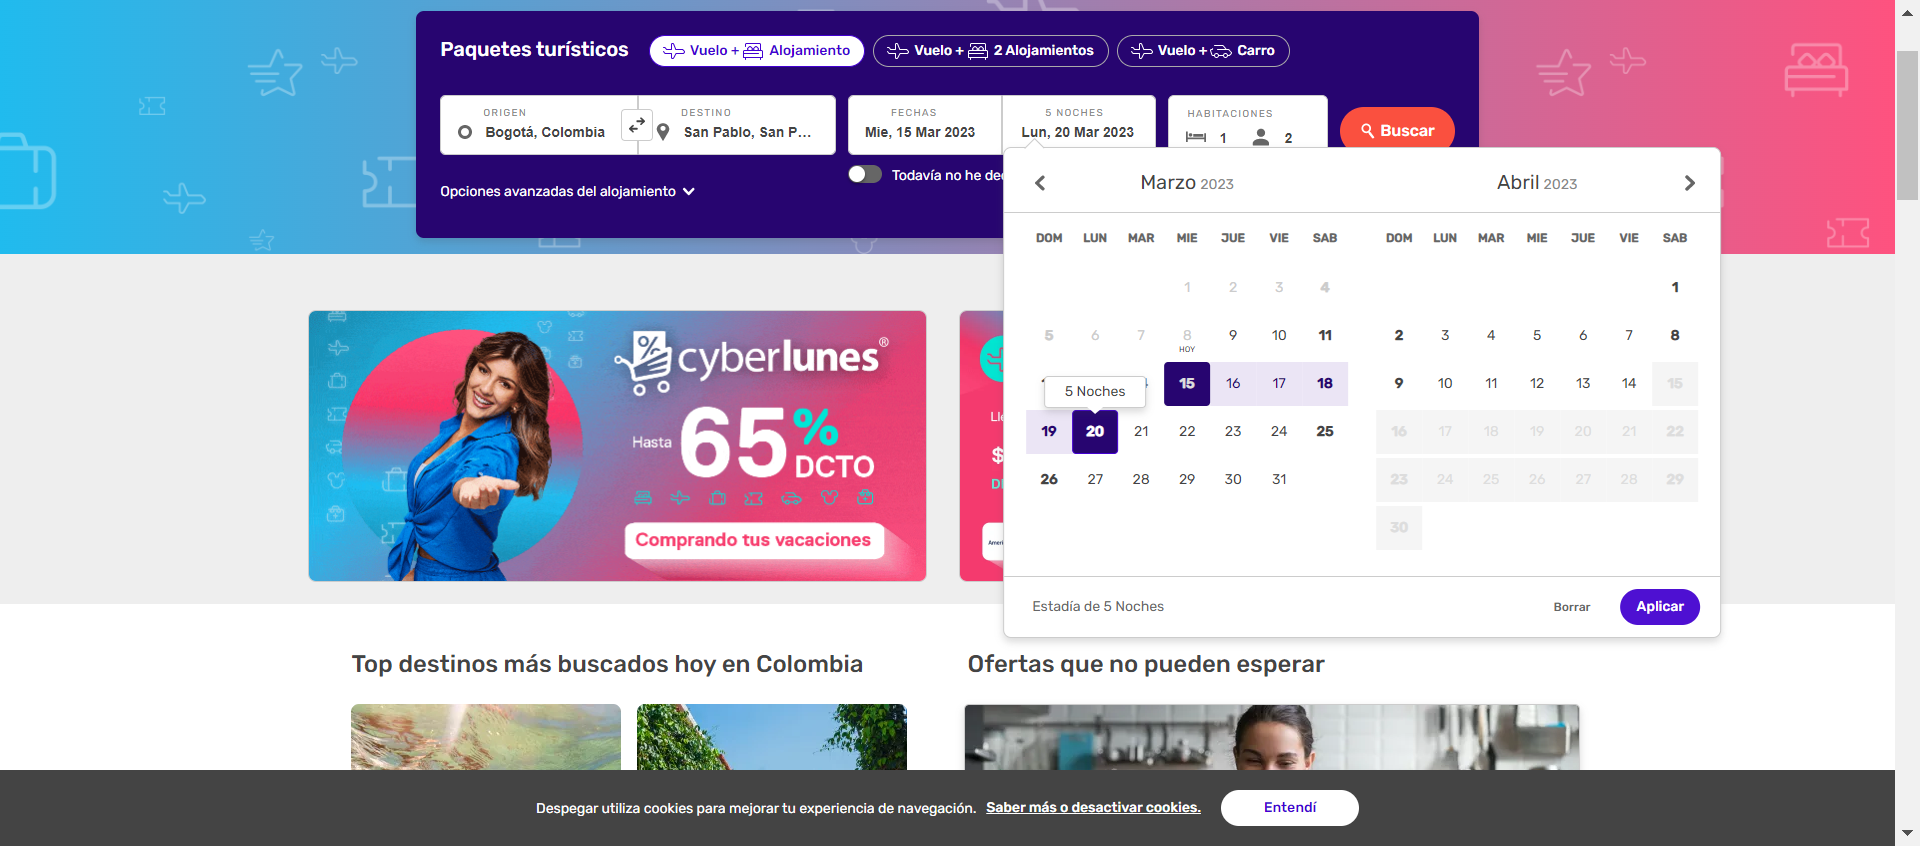 Paquetes turísticos
Vuelo + Alojamiento
Vuelo + 2 Alojamientos
Vuelo + Carro
ORIGEN
Bogotá, Colombia
DESTINO
San Pablo, San P...
FECHAS
Mie, 15 Mar 2023
5 NOCHES
Lun, 20 Mar 2023
HABITACIONES
1 2
Buscar
Todavía no he de
Opciones avanzadas del alojamiento
Marzo 2023
DOM LUN MAR MIE JUE VIE SAB
1 2 3 4
5 6 7 8 9 10 11
HOY
15 16 17 18
5 Noches
19 20 21 22 23 24 25
26 27 28 29 30 31
Abril 2023
DOM LUN MAR MIE JUE VIE SAB
1
2 3 4 5 6 7 8
9 10 11 12 13 14 15
16 17 18 19 20 21 22
23 24 25 26 27 28 29
30
Estadía de 5 Noches
Borrar
Aplicar
cyberlunes®
Hasta 65% DCTO
Comprando tus vacaciones
$
Top destinos más buscados hoy en Colombia
Ofertas que no pueden esperar
Despegar utiliza cookies para mejorar tu experiencia de navegación. Saber más o desactivar cookies.
Entendí